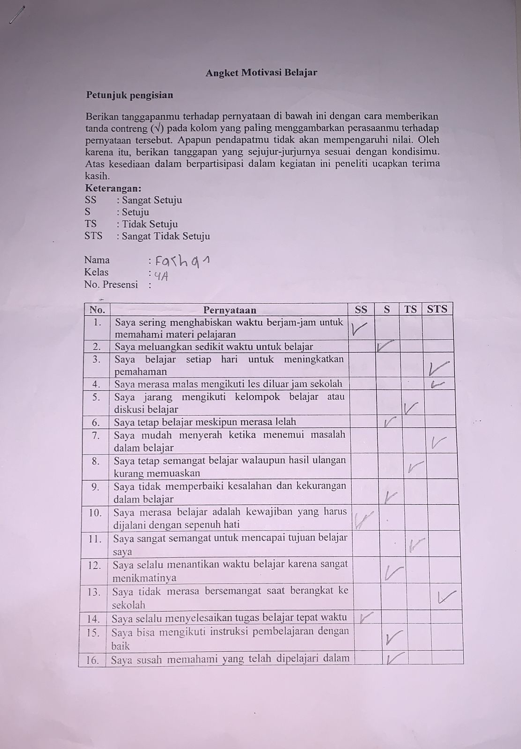 Angket Motivasi Belajar
Petunjuk pengisian
Berikan tanggapanmu terhadap pernyataan di bawah ini dengan cara memberikan
tanda contreng (√) pada kolom yang paling menggambarkan perasaanmu terhadap
pernyataan tersebut. Apapun pendapatmu tidak akan mempengaruhi nilai. Oleh
karena itu, berikan tanggapan yang sejujur-jurjurnya sesuai dengan kondisimu.
Atas kesediaan dalam berpartisipasi dalam kegiatan ini peneliti ucapkan terima
kasih.
Keterangan:
SS : Sangat Setuju
S : Setuju
TS : Tidak Setuju
STS : Sangat Tidak Setuju
Nama :
Kelas : 4A
No. Presensi :
No. Pernyataan SS S TS STS
1. Saya sering menghabiskan waktu berjam-jam untuk ✓
memahami materi pelajaran
2. Saya meluangkan sedikit waktu untuk belajar ✓
3. Saya belajar setiap hari untuk meningkatkan ✓
pemahaman
4. Saya merasa malas mengikuti les diluar jam sekolah ✓
5. Saya jarang mengikuti kelompok belajar atau ✓
diskusi belajar
6. Saya tetap belajar meskipun merasa lelah ✓
7. Saya mudah menyerah ketika menemui masalah ✓
dalam belajar
8. Saya tetap semangat belajar walaupun hasil ulangan ✓
kurang memuaskan
9. Saya tidak memperbaiki kesalahan dan kekurangan ✓
dalam belajar
10. Saya merasa belajar adalah kewajiban yang harus ✓
dijalani dengan sepenuh hati
11. Saya sangat semangat untuk mencapai tujuan belajar ✓
saya
12. Saya selalu menantikan waktu belajar karena sangat ✓
menikmatinya
13. Saya tidak merasa bersemangat saat berangkat ke ✓
sekolah
14. Saya selalu menyelesaikan tugas belajar tepat waktu ✓
15. Saya bisa mengikuti instruksi pembelajaran dengan ✓
baik
16. Saya susah memahami yang telah dipelajari dalam ✓